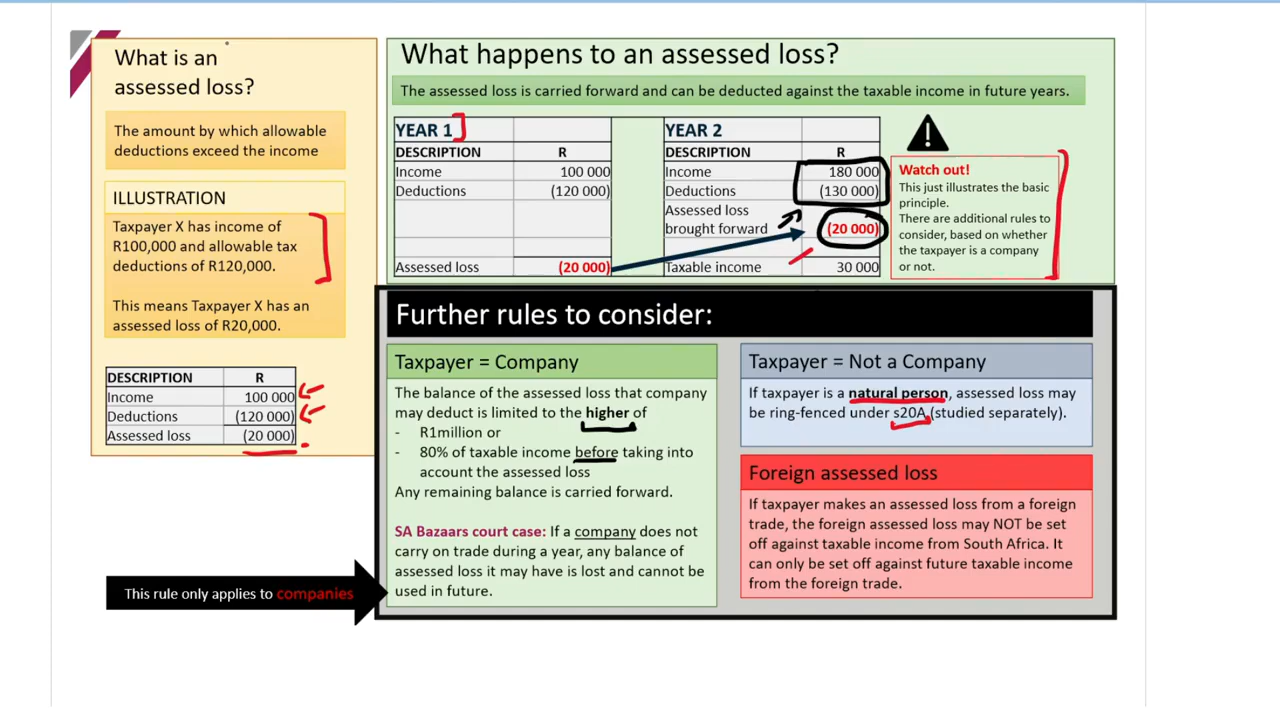 What is an
assessed loss?
The amount by which allowable
deductions exceed the income
ILLUSTRATION
Taxpayer X has income of
R100,000 and allowable tax
deductions of R120,000.
This means Taxpayer X has an
assessed loss of R20,000.
DESCRIPTION R
Income 100 000
Deductions (120 000)
Assessed loss (20 000)
What happens to an assessed loss?
The assessed loss is carried forward and can be deducted against the taxable income in future years.
YEAR 1
DESCRIPTION R
Income 100 000
Deductions (120 000)
Assessed loss (20 000)
YEAR 2
DESCRIPTION R
Income 180 000
Deductions (130 000)
Assessed loss
brought forward (20 000)
Taxable income 30 000
Watch out!
This just illustrates the basic
principle.
There are additional rules to
consider, based on whether
the taxpayer is a company
or not.
Further rules to consider:
Taxpayer = Company
The balance of the assessed loss that company
may deduct is limited to the higher of
- R1million or
- 80% of taxable income before taking into
account the assessed loss
Any remaining balance is carried forward.
SA Bazaars court case: If a company does not
carry on trade during a year, any balance of
assessed loss it may have is lost and cannot be
used in future.
This rule only applies to companies
Taxpayer = Not a Company
If taxpayer is a natural person, assessed loss may
be ring-fenced under s20A (studied separately).
Foreign assessed loss
If taxpayer makes an assessed loss from a foreign
trade, the foreign assessed loss may NOT be set
off against taxable income from South Africa. It
can only be set off against future taxable income
from the foreign trade.